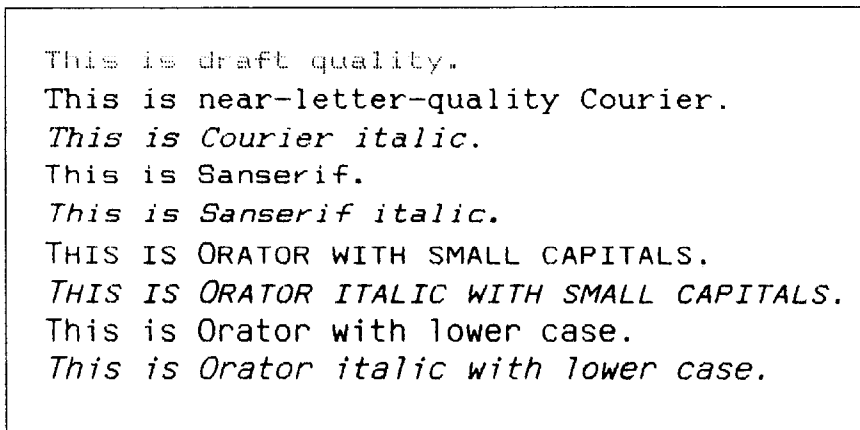 This is draft quality.
This is near-letter-quality Courier.
This is Courier italic.
This is Sanserif.
This is Sanserif italic.
THIS IS ORATOR WITH SMALL CAPITALS.
THIS IS ORATOR ITALIC WITH SMALL CAPITALS.
This is Orator with lower case.
This is Orator italic with lower case.